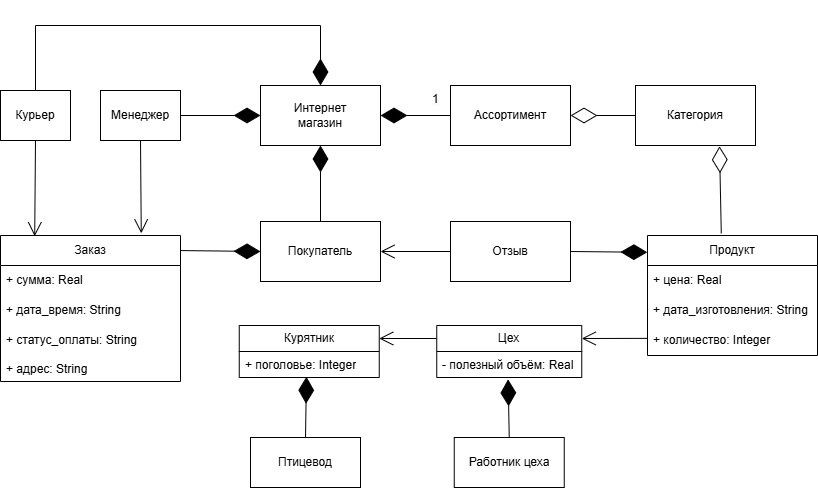 1
Курьер
Менеджер
Интернет
магазин
Ассортимент
Категория
Заказ
+ сумма: Real
+ дата_время: String
+ статус_оплаты: String
+ адрес: String
Покупатель
Отзыв
Продукт
+ цена: Real
+ дата_изготовления: String
+ количество: Integer
Курятник
+ поголовье: Integer
Цех
- полезный объём: Real
Птицевод
Работник цеха